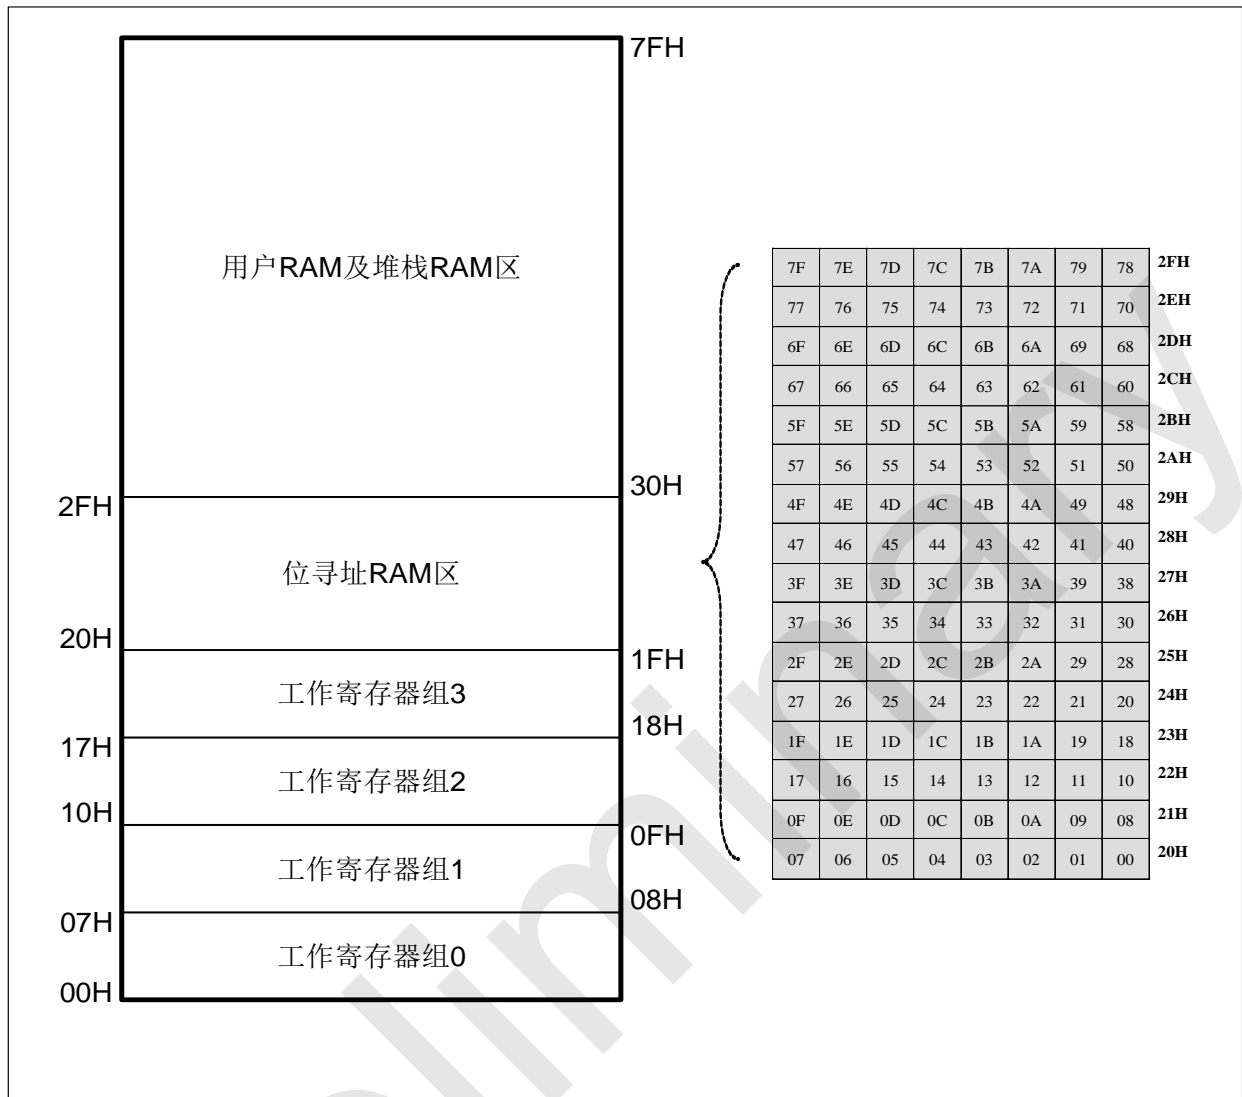 7FH
用户RAM及堆栈RAM区
30H
2FH
位寻址RAM区
20H
1FH
工作寄存器组3
18H
17H
工作寄存器组2
10H
0FH
工作寄存器组1
08H
07H
工作寄存器组0
00H
7F 7E 7D 7C 7B 7A 79 78 2FH
77 76 75 74 73 72 71 70 2EH
6F 6E 6D 6C 6B 6A 69 68 2DH
67 66 65 64 63 62 61 60 2CH
5F 5E 5D 5C 5B 5A 59 58 2BH
57 56 55 54 53 52 51 50 2AH
4F 4E 4D 4C 4B 4A 49 48 29H
47 46 45 44 43 42 41 40 28H
3F 3E 3D 3C 3B 3A 39 38 27H
37 36 35 34 33 32 31 30 26H
2F 2E 2D 2C 2B 2A 29 28 25H
27 26 25 24 23 22 21 20 24H
1F 1E 1D 1C 1B 1A 19 18 23H
17 16 15 14 13 12 11 10 22H
0F 0E 0D 0C 0B 0A 09 08 21H
07 06 05 04 03 02 01 00 20H
eliminary